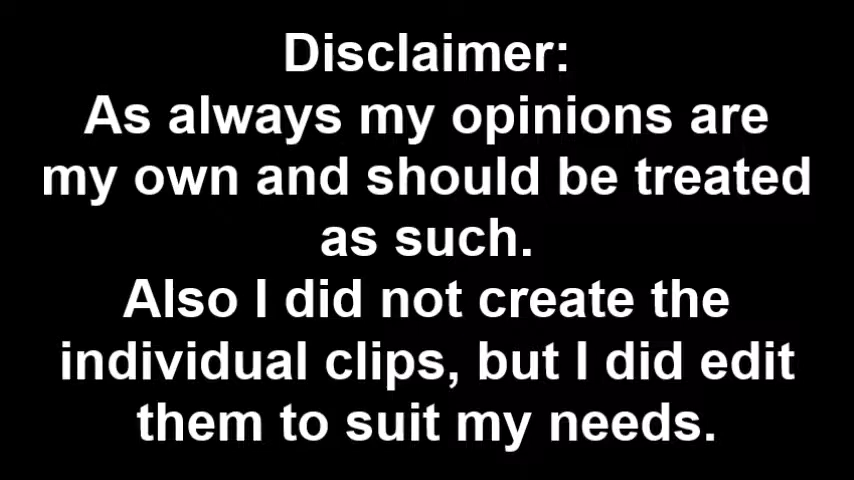 Disclaimer:
As always my opinions are
my own and should be treated
as such.
Also I did not create the
individual clips, but I did edit
them to suit my needs.